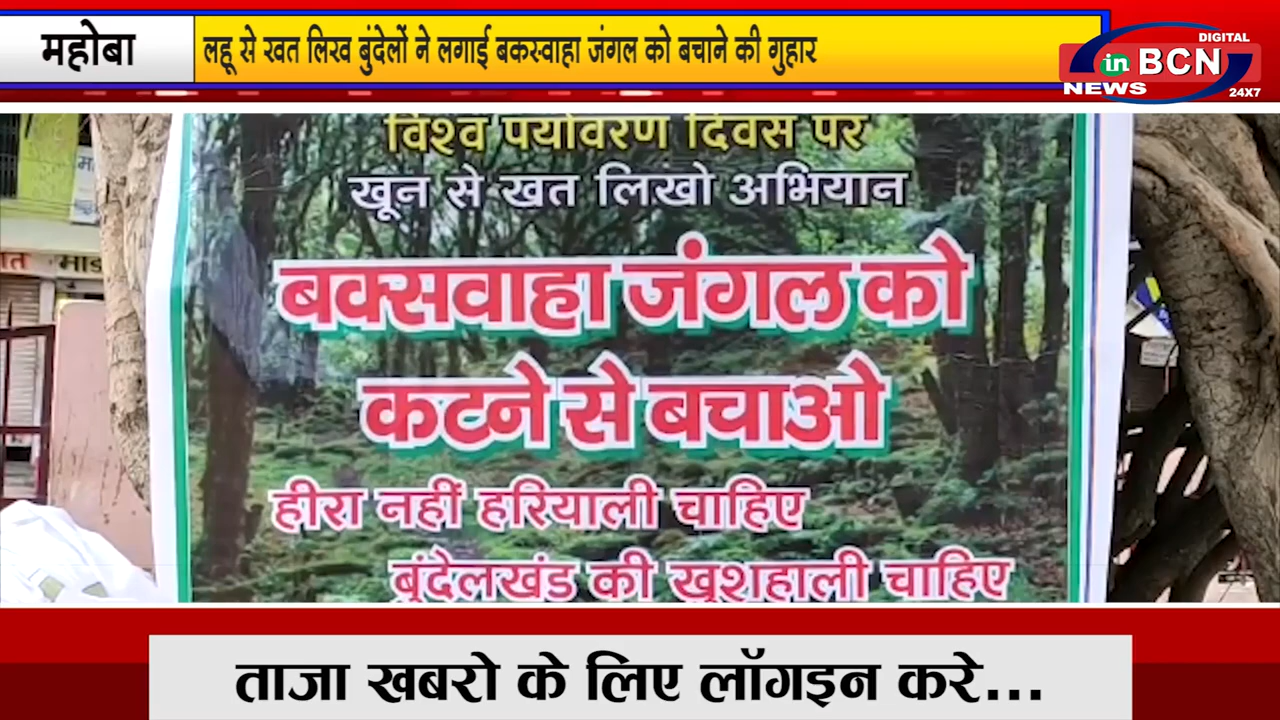 महोबा
लहू से खत लिख बुंदेलों ने लगाई बकस्वाहा जंगल को बचाने की गुहार
DIGITAL
in BCN
NEWS
24X7
विश्व पर्यावरण दिवस पर
खून से खत लिखो अभियान
बक्सवाहा जंगल को
कटने से बचाओ
हीरा नहीं हरियाली चाहिए
बुंदेलखंड की खुशहाली चाहिए
ताजा खबरो के लिए लॉगइन करे...